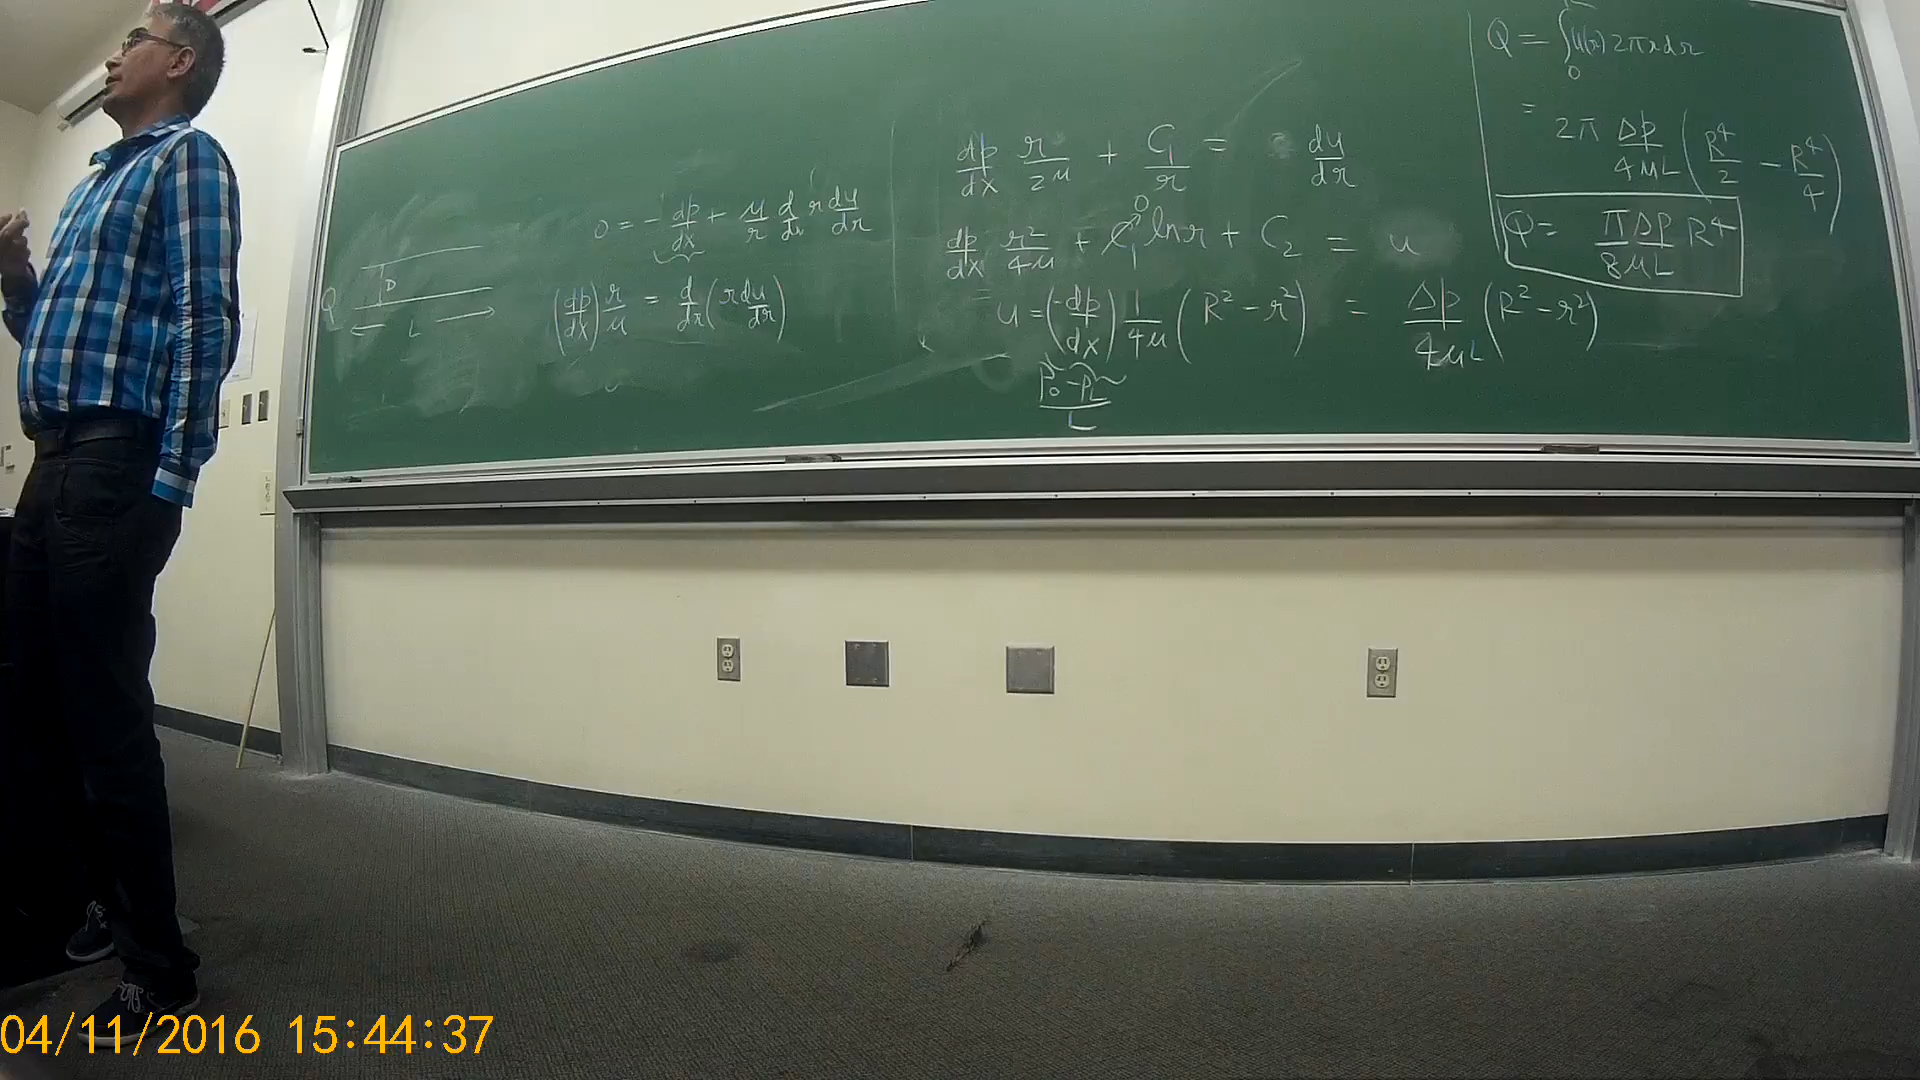 Q
D
L
0 = - dp/dx + μ/r d/dr r du/dr
(dp/dx) r/μ = d/dr (r du/dr)
dp/dx r/2μ + C1/r = du/dr
dp/dx r²/4μ + C1 ln r + C2 = u
0
u = (-dp/dx) 1/4μ (R² - r²) = Δp/4μL (R² - r²)
p0 - pL / L
Q = ∫0 u(r) 2πr dr
= 2π Δp/4μL (R⁴/2 - R⁴/4)
Q = πΔp/8μL R⁴
04/11/2016 15:44:37